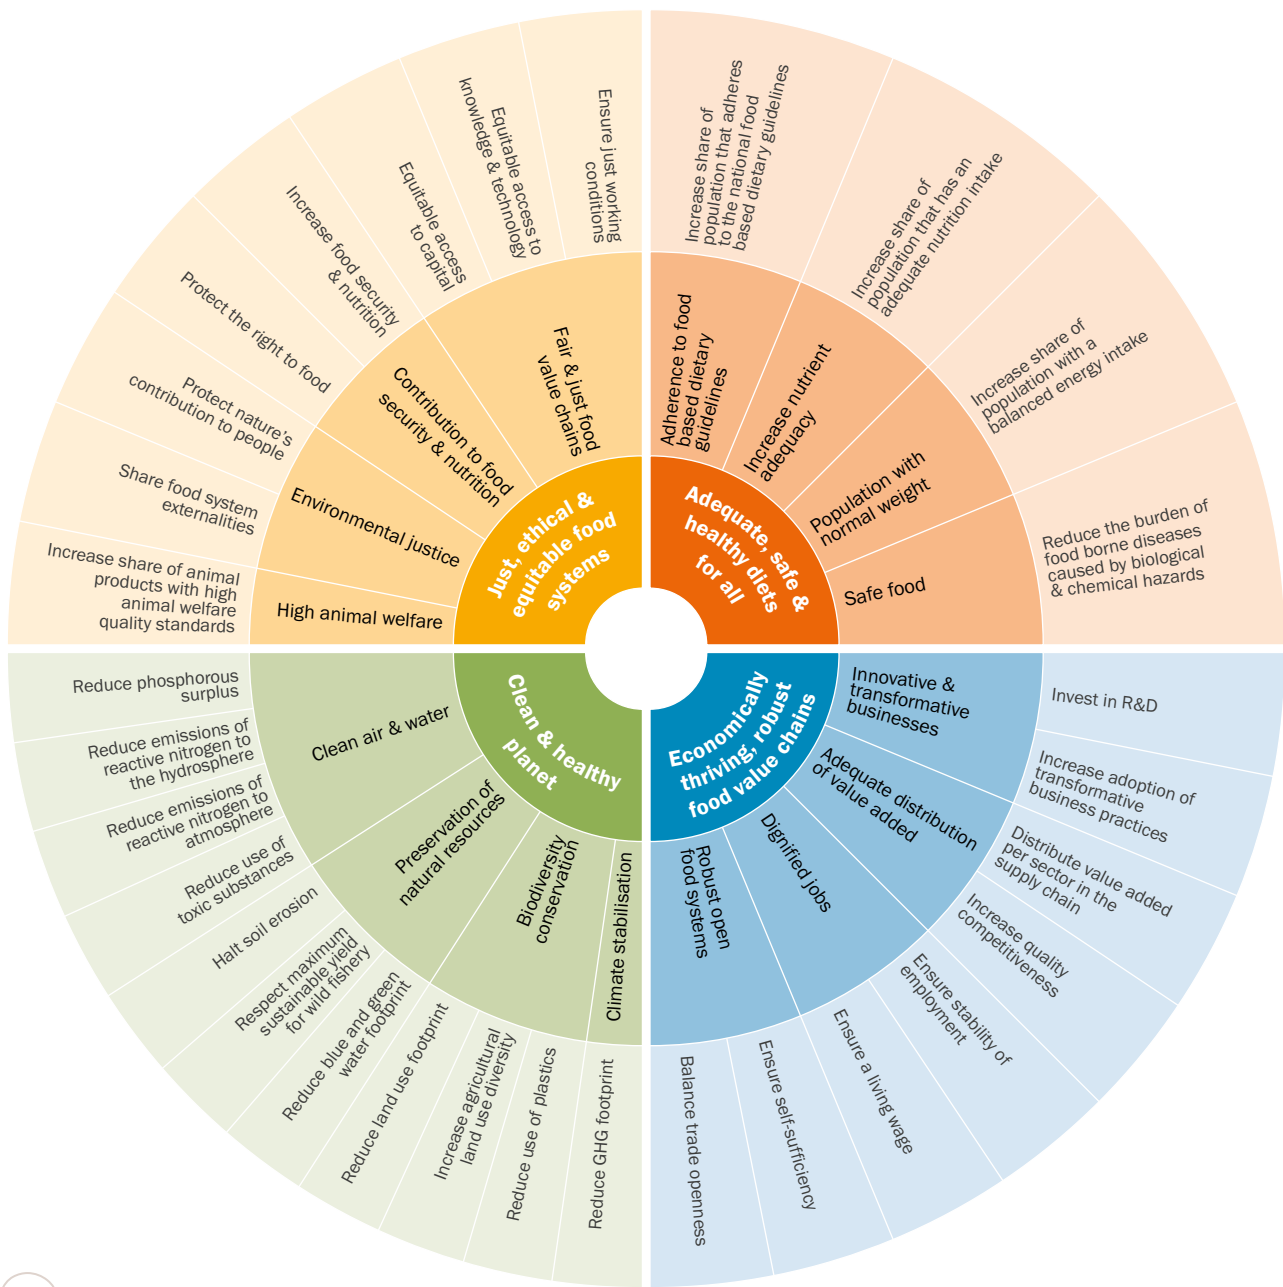 Adequate, safe &
healthy diets
for all
Adherence to food
based dietary
guidelines
Increase nutrient
adequacy
Population with
normal weight
Safe food
Increase share of
population that adheres
to the national food
based dietary guidelines
Increase share of
population that has an
adequate nutrition intake
Increase share of
population with a
balanced energy intake
Reduce the burden of
food borne diseases
caused by biological
& chemical hazards
Economically
thriving, robust
food value chains
Innovative &
transformative
businesses
Adequate distribution
of value added
Dignified jobs
Robust open
food systems
Invest in R&D
Increase adoption of
transformative
business practices
Distribute value added
per sector in the
supply chain
Increase quality
competitiveness
Ensure stability of
employment
Ensure a living wage
Ensure self-sufficiency
Balance trade openness
Clean & healthy
planet
Climate stabilisation
Biodiversity
conservation
Preservation of
natural resources
Clean air & water
Reduce GHG footprint
Reduce use of plastics
Increase agricultural
land use diversity
Reduce land use footprint
Reduce blue and green
water footprint
Respect maximum
sustainable yield
for wild fishery
Halt soil erosion
Reduce use of
toxic substances
Reduce emissions of
reactive nitrogen to
atmosphere
Reduce emissions of
reactive nitrogen to
the hydrosphere
Reduce phosphorous
surplus
Just, ethical &
equitable food
systems
High animal welfare
Environmental justice
Contribution to food
security & nutrition
Fair & just food
value chains
Increase share of animal
products with high
animal welfare
quality standards
Share food system
externalities
Protect nature's
contribution to people
Protect the right to food
Increase food security
& nutrition
Equitable access
to capital
Equitable access to
knowledge & technology
Ensure just working
conditions